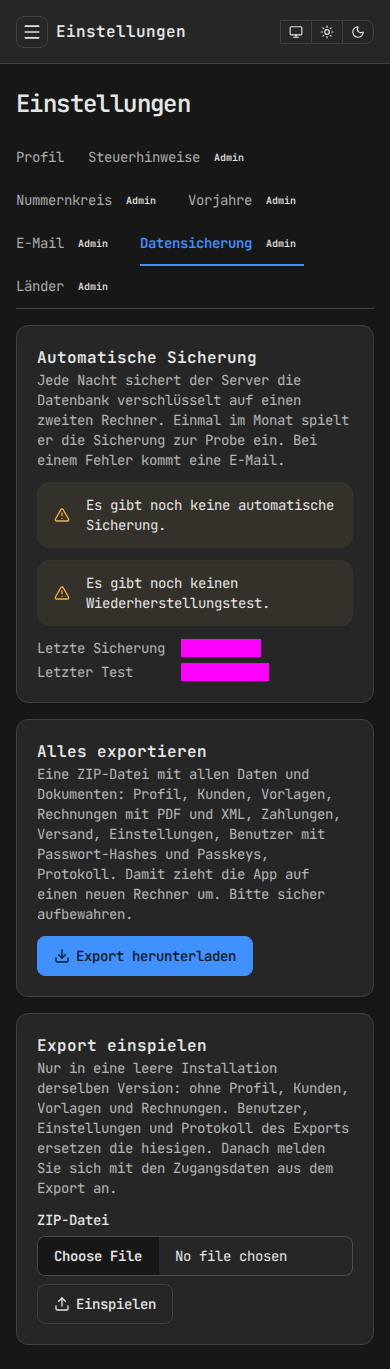 Einstellungen
Einstellungen
Profil Steuerhinweise Admin
Nummernkreis Admin Vorjahre Admin
E-Mail Admin Datensicherung Admin
Länder Admin
Automatische Sicherung
Jede Nacht sichert der Server die
Datenbank verschlüsselt auf einen
zweiten Rechner. Einmal im Monat spielt
er die Sicherung zur Probe ein. Bei
einem Fehler kommt eine E-Mail.
Es gibt noch keine automatische
Sicherung.
Es gibt noch keinen
Wiederherstellungstest.
Letzte Sicherung
Letzter Test
Alles exportieren
Eine ZIP-Datei mit allen Daten und
Dokumenten: Profil, Kunden, Vorlagen,
Rechnungen mit PDF und XML, Zahlungen,
Versand, Einstellungen, Benutzer mit
Passwort-Hashes und Passkeys,
Protokoll. Damit zieht die App auf
einen neuen Rechner um. Bitte sicher
aufbewahren.
Export herunterladen
Export einspielen
Nur in eine leere Installation
derselben Version: ohne Profil, Kunden,
Vorlagen und Rechnungen. Benutzer,
Einstellungen und Protokoll des Exports
ersetzen die hiesigen. Danach melden
Sie sich mit den Zugangsdaten aus dem
Export an.
ZIP-Datei
Choose File No file chosen
Einspielen